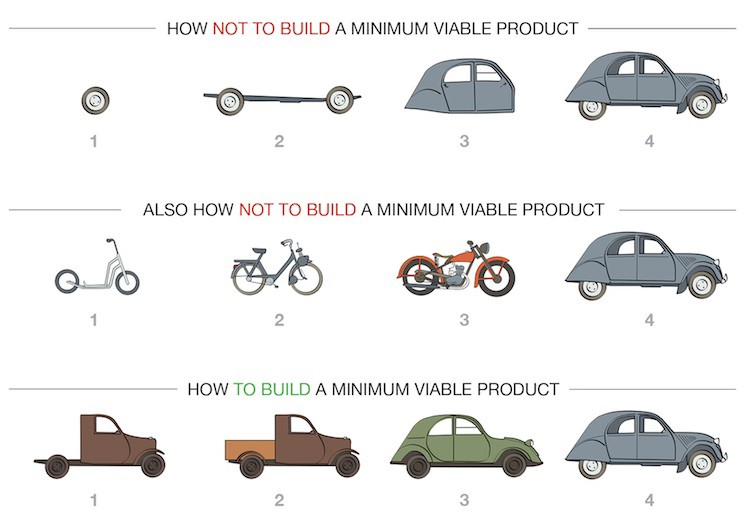 HOW NOT TO BUILD A MINIMUM VIABLE PRODUCT
1 2 3 4
ALSO HOW NOT TO BUILD A MINIMUM VIABLE PRODUCT
1 2 3 4
HOW TO BUILD A MINIMUM VIABLE PRODUCT
1 2 3 4